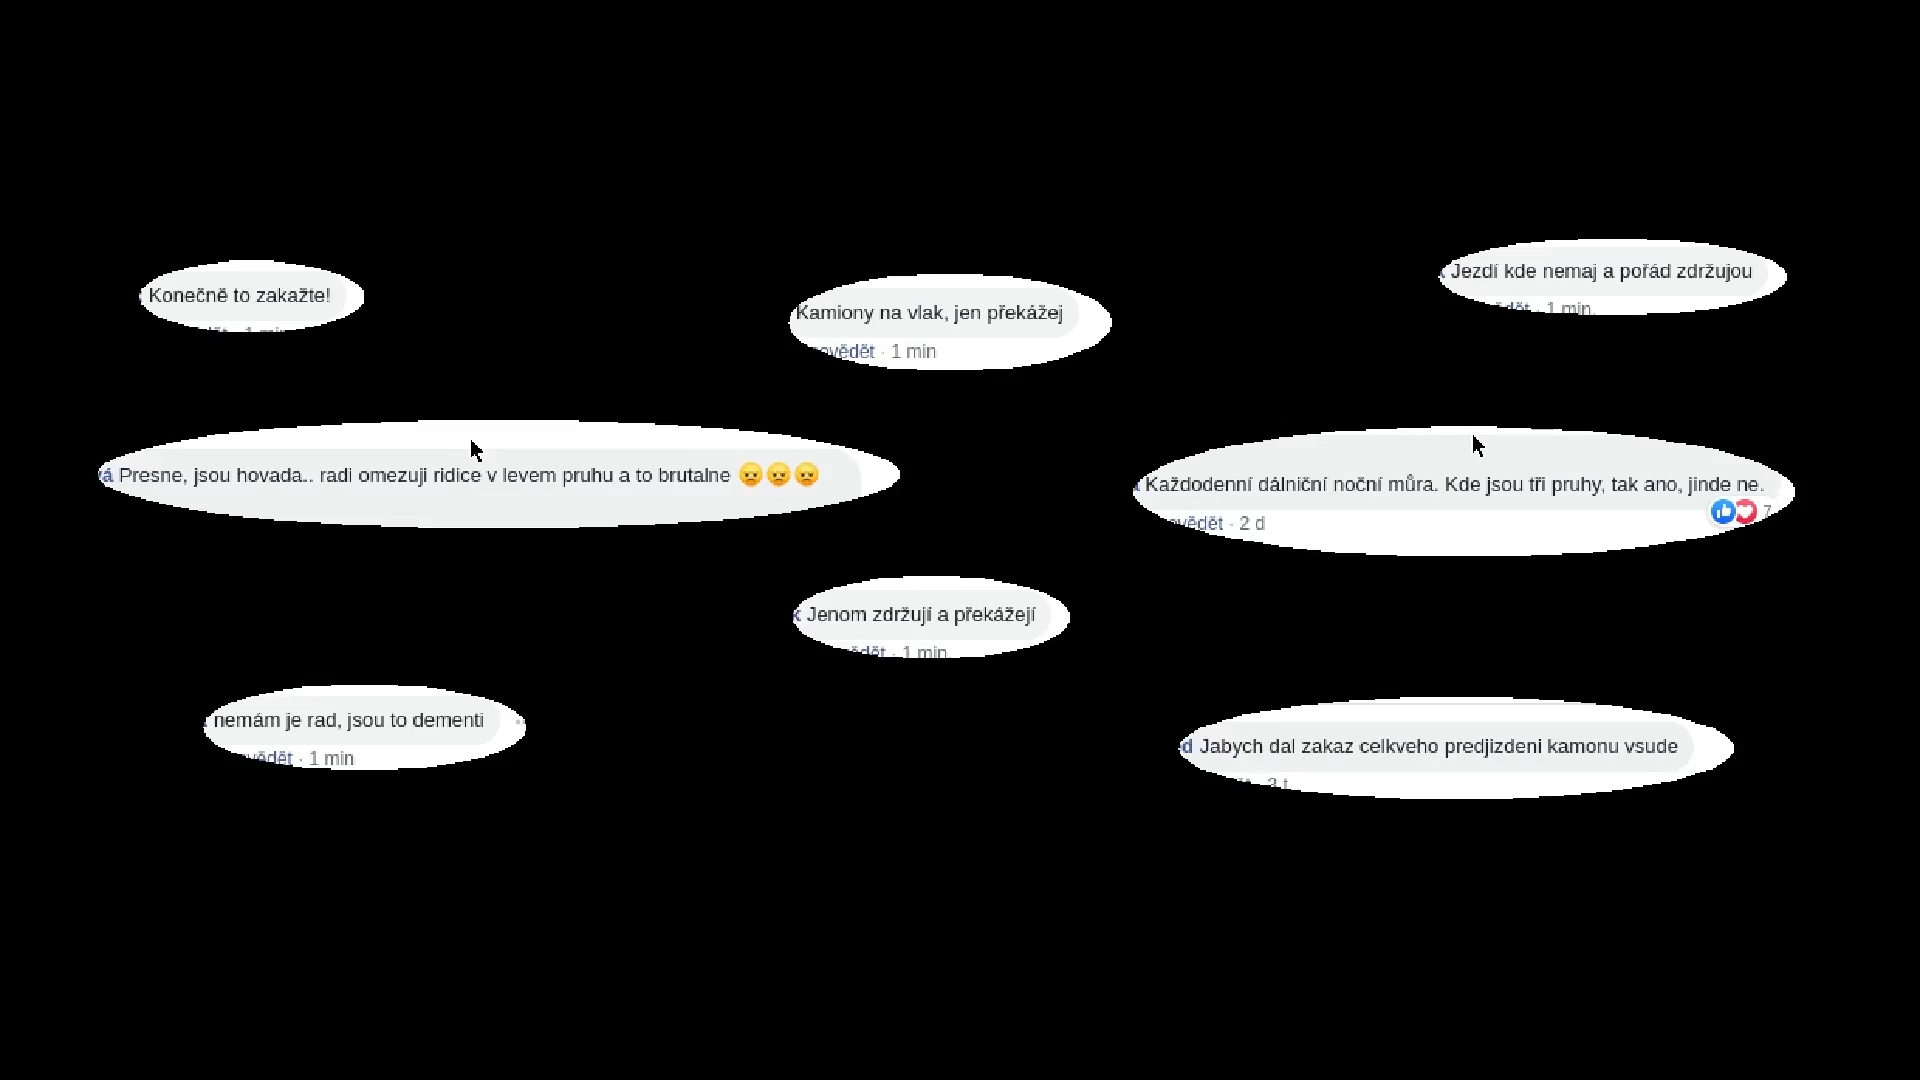 Konečně to zakažte!
Kamiony na vlak, jen překážej
1 min
Jezdí kde nemaj a pořád zdržujou
1 min
Presne, jsou hovada.. radi omezuji ridice v levem pruhu a to brutalne 😡😡😡
Každodenní dálniční noční můra. Kde jsou tři pruhy, tak ano, jinde ne.
2 d
7
Jenom zdržují a překážejí
1 min
nemám je rad, jsou to dementi
1 min
Jabych dal zakaz celkveho predjizdeni kamonu vsude